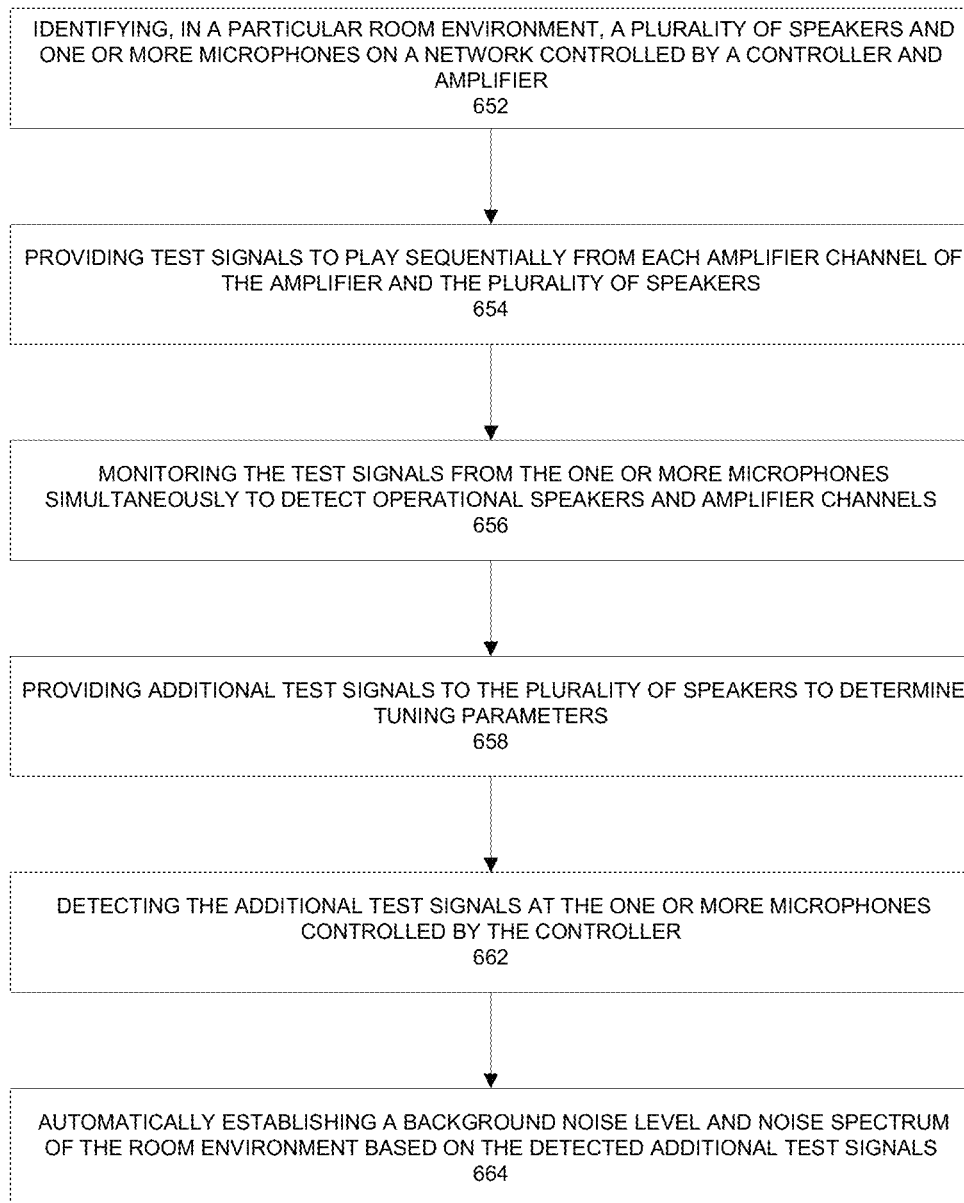 IDENTIFYING, IN A PARTICULAR ROOM ENVIRONMENT, A PLURALITY OF SPEAKERS AND
ONE OR MORE MICROPHONES ON A NETWORK CONTROLLED BY A CONTROLLER AND
AMPLIFIER
652
PROVIDING TEST SIGNALS TO PLAY SEQUENTIALLY FROM EACH AMPLIFIER CHANNEL OF
THE AMPLIFIER AND THE PLURALITY OF SPEAKERS
654
MONITORING THE TEST SIGNALS FROM THE ONE OR MORE MICROPHONES
SIMULTANEOUSLY TO DETECT OPERATIONAL SPEAKERS AND AMPLIFIER CHANNELS
656
PROVIDING ADDITIONAL TEST SIGNALS TO THE PLURALITY OF SPEAKERS TO DETERMINE
TUNING PARAMETERS
658
DETECTING THE ADDITIONAL TEST SIGNALS AT THE ONE OR MORE MICROPHONES
CONTROLLED BY THE CONTROLLER
662
AUTOMATICALLY ESTABLISHING A BACKGROUND NOISE LEVEL AND NOISE SPECTRUM
OF THE ROOM ENVIRONMENT BASED ON THE DETECTED ADDITIONAL TEST SIGNALS
664